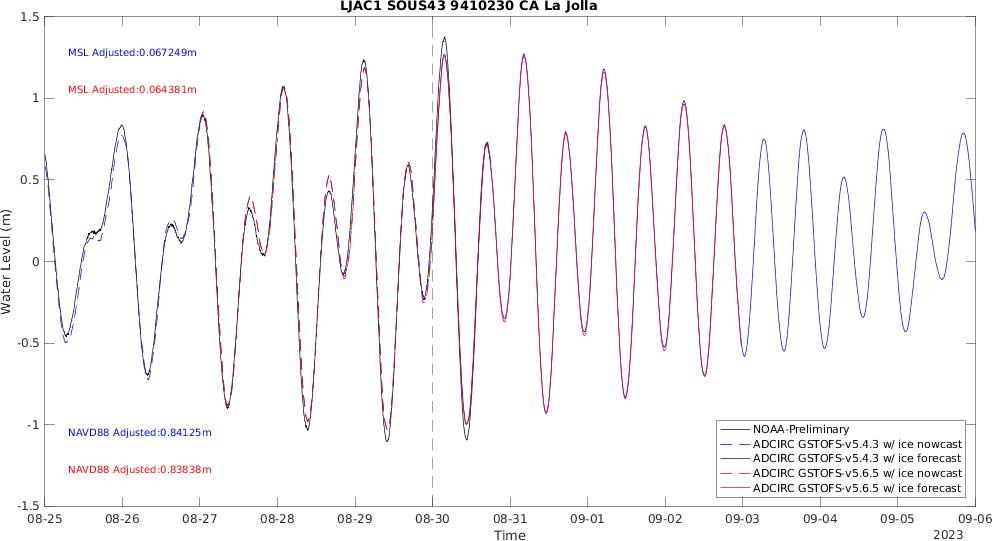 LJAC1 SOUS43 9410230 CA La Jolla
1.5
MSL Adjusted:0.067249m
MSL Adjusted:0.064381m
1
0.5
0
-0.5
-1
-1.5
Water Level (m)
NAVD88 Adjusted:0.84125m
NAVD88 Adjusted:0.83838m
NOAA-Preliminary
ADCIRC GSTOFS-v5.4.3 w/ ice nowcast
ADCIRC GSTOFS-v5.4.3 w/ ice forecast
ADCIRC GSTOFS-v5.6.5 w/ ice nowcast
ADCIRC GSTOFS-v5.6.5 w/ ice forecast
08-25 08-26 08-27 08-28 08-29 08-30 08-31 09-01 09-02 09-03 09-04 09-05 09-06
Time
2023